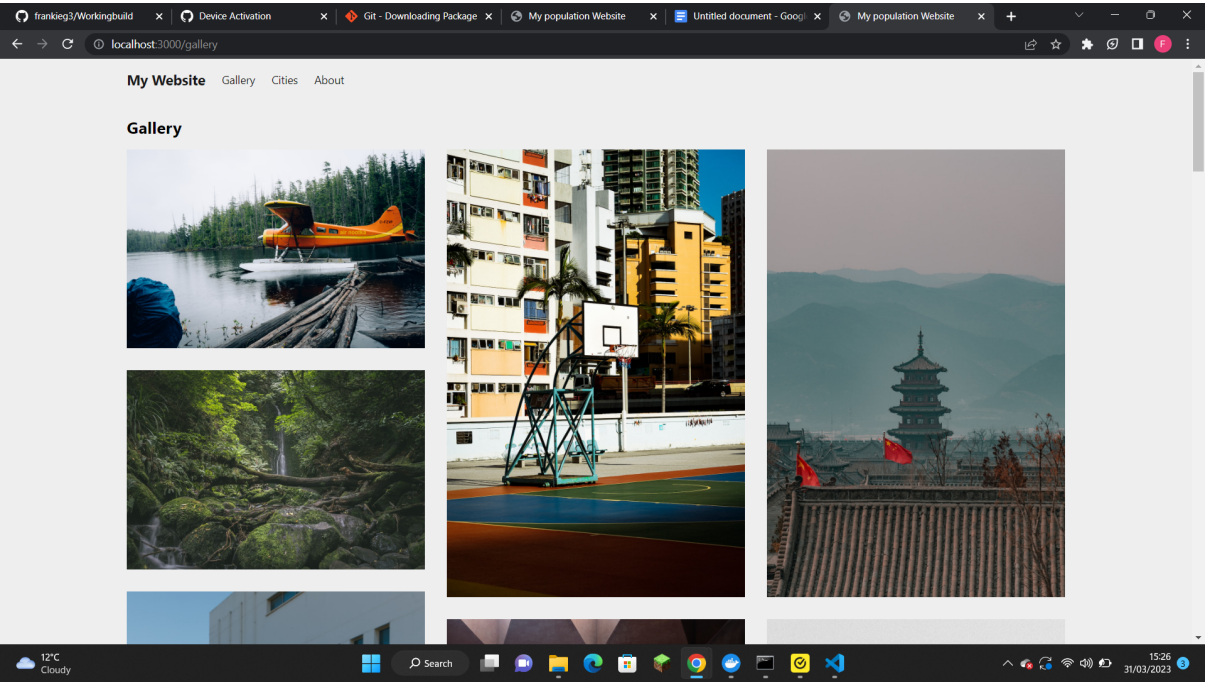 frankieg3/Workingbuild
Device Activation
Git - Downloading Package
My population Website
Untitled document - Googl
My population Website
localhost:3000/gallery
F
My Website Gallery Cities About
Gallery
12°C
Cloudy
Search
15:26
31/03/2023
3